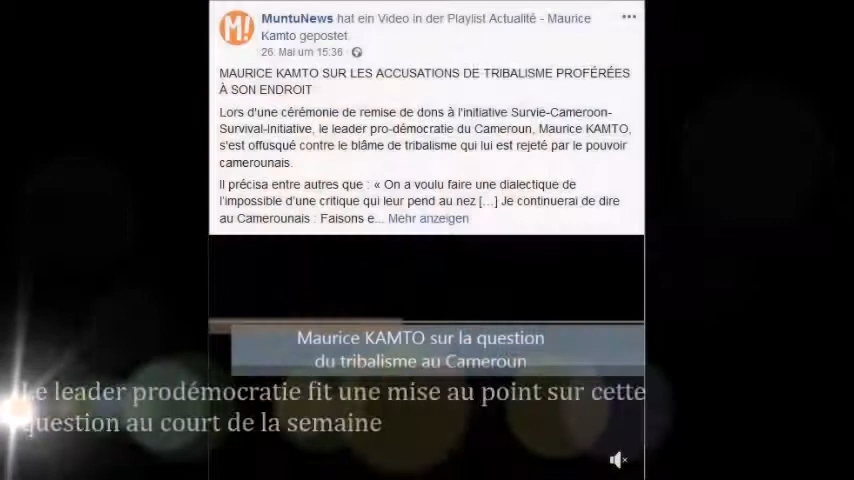 M!
MuntuNews hat ein Video in der Playlist Actualité - Maurice
Kamto gepostet.
26. Mai um 15:36 ·
MAURICE KAMTO SUR LES ACCUSATIONS DE TRIBALISME PROFÉRÉES
À SON ENDROIT
Lors d'une cérémonie de remise de dons à l'initiative Survie-Cameroon-
Survival-Initiative, le leader pro-démocratie du Cameroun, Maurice KAMTO,
s'est offusqué contre le blâme de tribalisme qui lui est rejeté par le pouvoir
camerounais.
Il précisa entre autres que : « On a voulu faire une dialectique de
l'impossible d'une critique qui leur pend au nez [...] Je continuerai de dire
au Camerounais : Faisons e... Mehr anzeigen
Maurice KAMTO sur la question
du tribalisme au Cameroun
Le leader prodémocratie fit une mise au point sur cette
question au court de la semaine